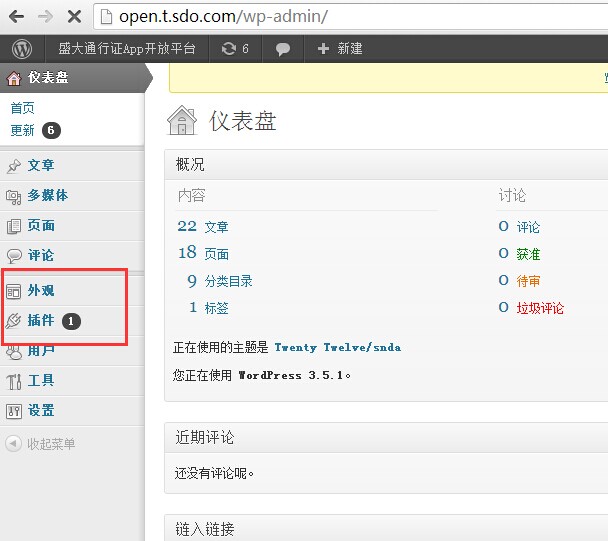 open.t.sdo.com/wp-admin/
盛大通行证App开放平台 6 新建
仪表盘
首页
更新 6
文章
多媒体
页面
评论
外观
插件 1
用户
工具
设置
收起菜单
仪表盘
概况
内容 讨论
22 文章 0 评论
18 页面 0 获准
9 分类目录 0 待审
1 标签 0 垃圾评论
正在使用的主题是 Twenty Twelve/snda
您正在使用 WordPress 3.5.1。
近期评论
还没有评论呢。
链入链接